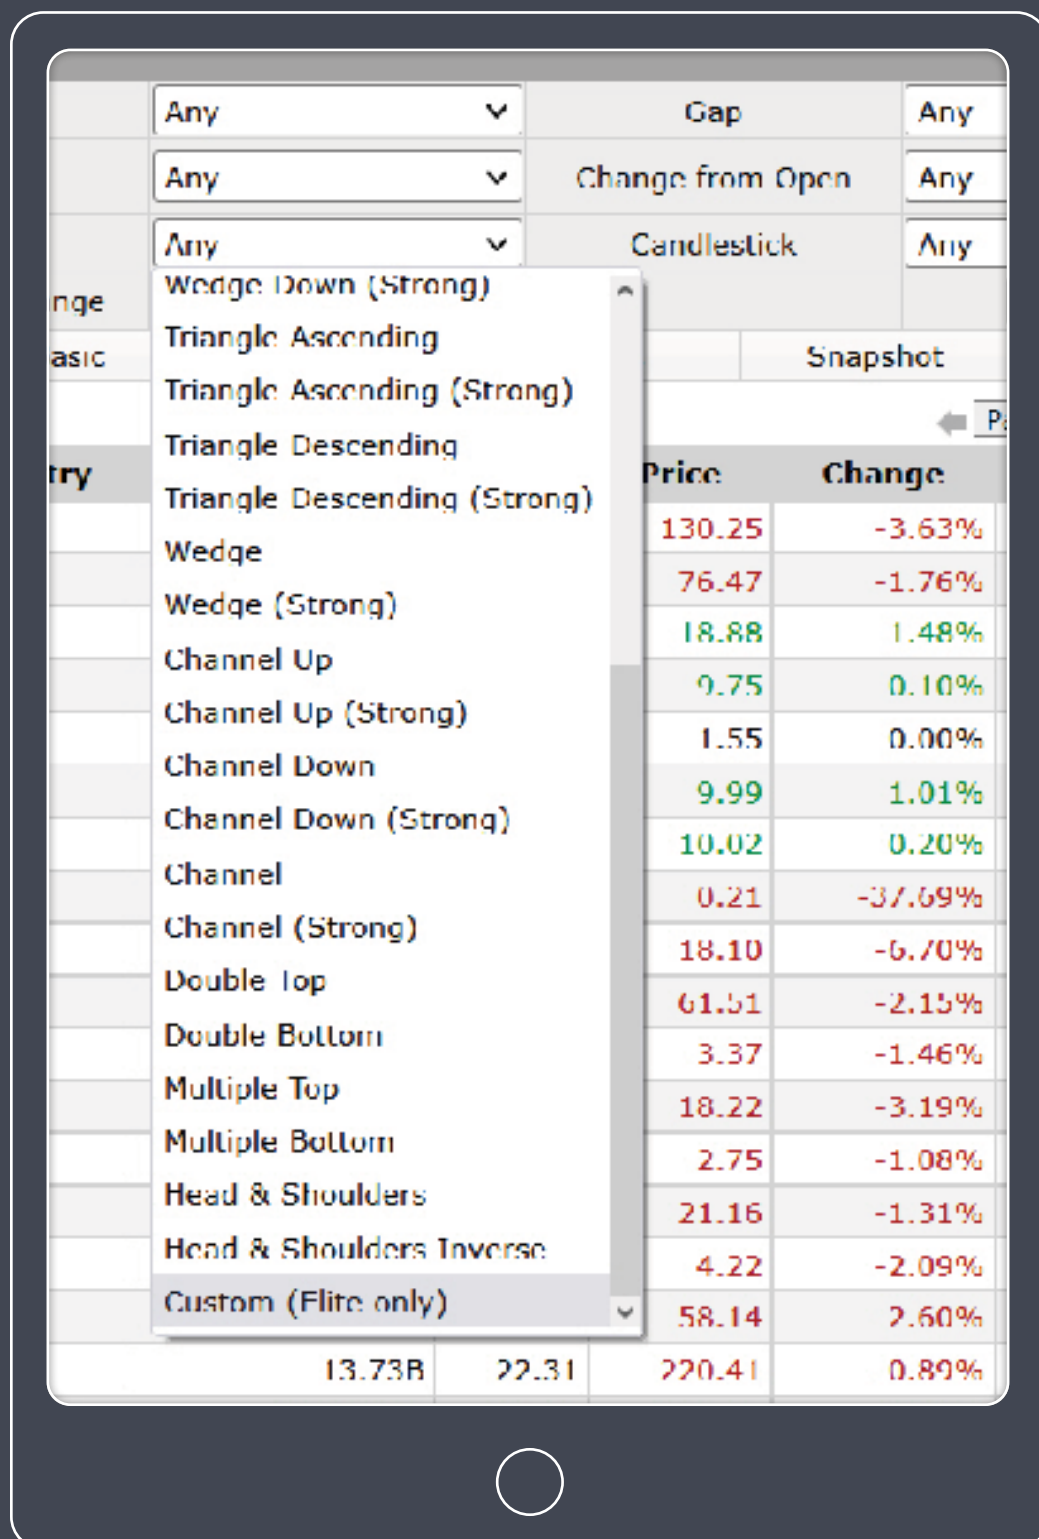 Any Gap Any
Any Change from Open Any
Any Candlestick Any
Wedge Down (Strong)
nge
Triangle Ascending
asic Snapshot
Triangle Ascending (Strong)
Triangle Descending
try Price Change
Triangle Descending (Strong)
130.25 -3.63%
Wedge
76.47 -1.76%
Wedge (Strong)
18.88 1.48%
Channel Up
9.75 0.10%
Channel Up (Strong)
1.55 0.00%
Channel Down
9.99 1.01%
Channel Down (Strong)
10.02 0.20%
Channel
0.21 -37.69%
Channel (Strong)
18.10 -6.70%
Double Top
61.51 -2.15%
Double Bottom
3.37 -1.46%
Multiple Top
18.22 -3.19%
Multiple Bottom
2.75 -1.08%
Head & Shoulders
21.16 -1.31%
Head & Shoulders Inverse
4.22 -2.09%
Custom (Elite only)
58.14 2.60%
13.73B 22.31 220.41 0.89%